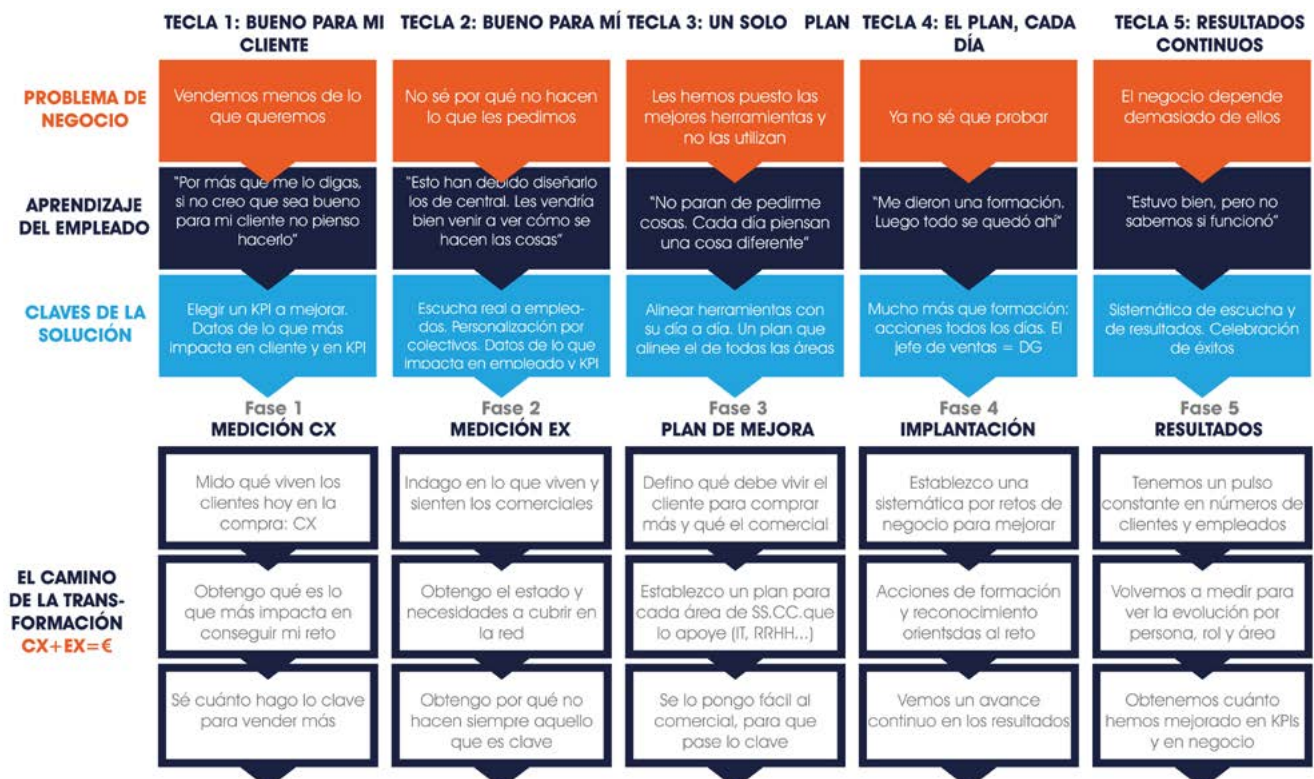 TECLA 1: BUENO PARA MI
CLIENTE
TECLA 2: BUENO PARA MÍ
TECLA 3: UN SOLO PLAN
TECLA 4: EL PLAN, CADA
DÍA
TECLA 5: RESULTADOS
CONTINUOS
PROBLEMA DE
NEGOCIO
Vendemos menos de lo
que queremos
No sé por qué no hacen
lo que les pedimos
Les hemos puesto las
mejores herramientas y
no las utilizan
Ya no sé que probar
El negocio depende
demasiado de ellos
APRENDIZAJE
DEL EMPLEADO
"Por más que me lo digas,
si no creo que sea bueno
para mi cliente no pienso
hacerlo"
"Esto han debido diseñarlo
los de central. Les vendría
bien venir a ver cómo se
hacen las cosas"
"No paran de pedirme
cosas. Cada día piensan
una cosa diferente"
"Me dieron una formación.
Luego todo se quedó ahí"
"Estuvo bien, pero no
sabemos si funcionó"
CLAVES DE LA
SOLUCIÓN
Elegir un KPI a mejorar.
Datos de lo que más
impacta en cliente y en KPI
Escucha real a emplea-
dos. Personalización por
colectivos. Datos de lo que
impacta en empleado y KPI
Alinear herramientas con
su día a día. Un plan que
alinee el de todas las áreas
Mucho más que formación:
acciones todos los días. El
jefe de ventas = DG
Sistemática de escucha y
de resultados. Celebración
de éxitos
Fase 1
MEDICIÓN CX
Fase 2
MEDICIÓN EX
Fase 3
PLAN DE MEJORA
Fase 4
IMPLANTACIÓN
Fase 5
RESULTADOS
EL CAMINO
DE LA TRANS-
FORMACIÓN
CX+EX=€
Mido qué viven los
clientes hoy en la
compra: CX
Indago en lo que viven y
sienten los comerciales
Defino qué debe vivir el
cliente para comprar
más y qué el comercial
Establezco una
sistemática por retos de
negocio para mejorar
Tenemos un pulso
constante en números de
clientes y empleados
Obtengo qué es lo
que más impacta en
conseguir mi reto
Obtengo el estado y
necesidades a cubrir en
la red
Establezco un plan para
cada área de SS.CC.que
lo apoye (IT, RRHH...)
Acciones de formación
y reconocimiento
orientsdas al reto
Volvemos a medir para
ver la evolución por
persona, rol y área
Sé cuánto hago lo clave
para vender más
Obtengo por qué no
hacen siempre aquello
que es clave
Se lo pongo fácil al
comercial, para que
pase lo clave
Vemos un avance
continuo en los resultados
Obtenemos cuánto
hemos mejorado en KPIs
y en negocio